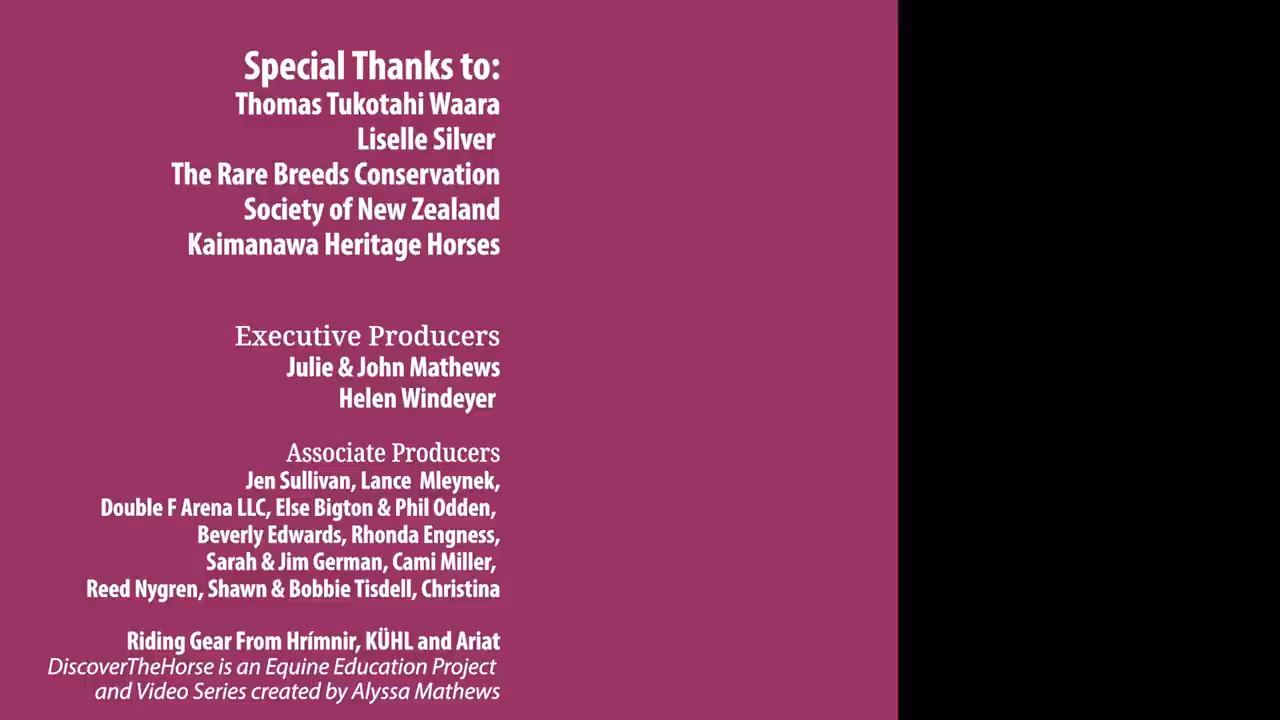 Special Thanks to:
Thomas Tukotahi Waara
Liselle Silver
The Rare Breeds Conservation
Society of New Zealand
Kaimanawa Heritage Horses
Executive Producers
Julie & John Mathews
Helen Windeyer
Associate Producers
Jen Sullivan, Lance Mleynek,
Double F Arena LLC, Else Bigton & Phil Odden,
Beverly Edwards, Rhonda Engness,
Sarah & Jim German, Cami Miller,
Reed Nygren, Shawn & Bobbie Tisdell, Christina
Riding Gear From Hrímnir, KÜHL and Ariat
DiscoverTheHorse is an Equine Education Project
and Video Series created by Alyssa Mathews